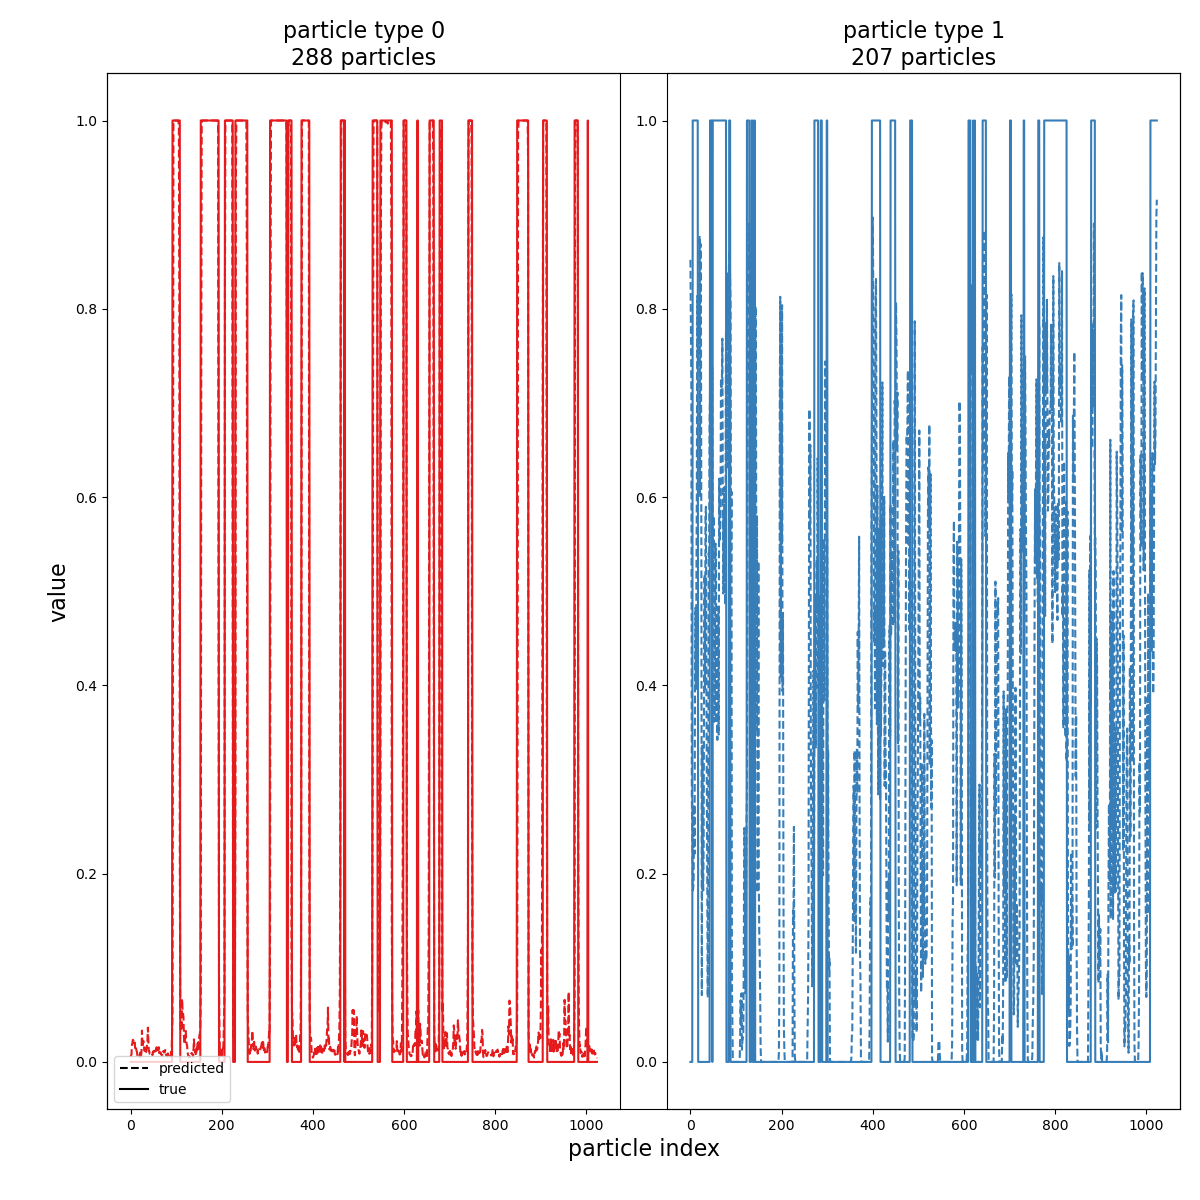 particle type 0
288 particles
particle type 1
207 particles
value
1.0
0.8
0.6
0.4
0.2
0.0
1.0
0.8
0.6
0.4
0.2
0.0
predicted
true
0 200 400 600 800 1000
0 200 400 600 800 1000
particle index